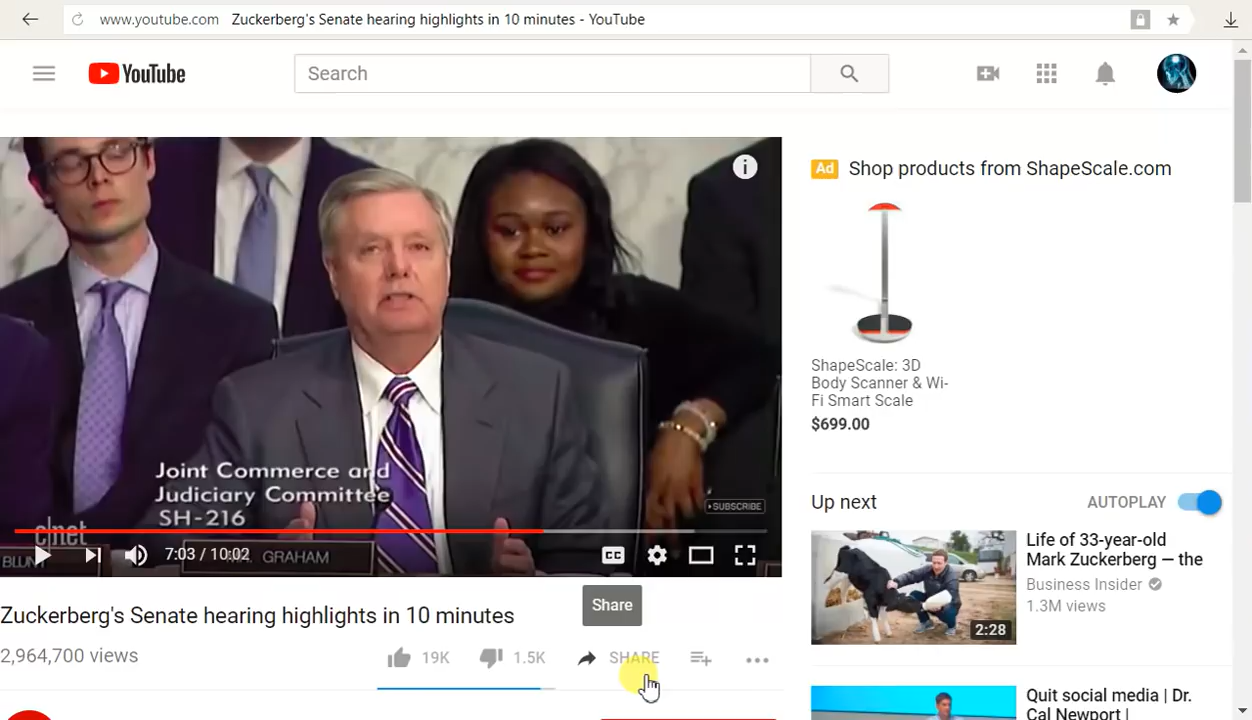 www.youtube.com Zuckerberg's Senate hearing highlights in 10 minutes - YouTube
YouTube
Search
i
Joint Commerce and
Judiciary Committee
SH-216
c|net
SUBSCRIBE
7:03 / 10:02
CC
BLUNT
GRAHAM
Zuckerberg's Senate hearing highlights in 10 minutes
Share
2,964,700 views
19K
1.5K
SHARE
Ad Shop products from ShapeScale.com
ShapeScale: 3D
Body Scanner & Wi-
Fi Smart Scale
$699.00
Up next
AUTOPLAY
2:28
Life of 33-year-old
Mark Zuckerberg — the
Business Insider
1.3M views
Quit social media | Dr.
Cal Newport |